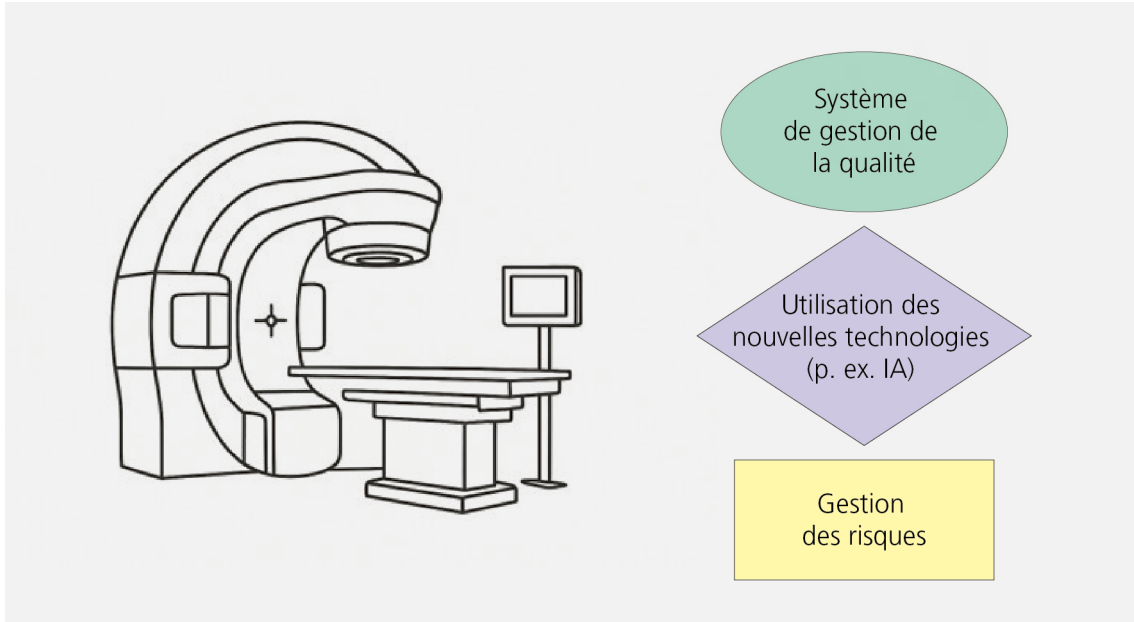 Système
de gestion de
la qualité
Utilisation des
nouvelles technologies
(p. ex. IA)
Gestion
des risques